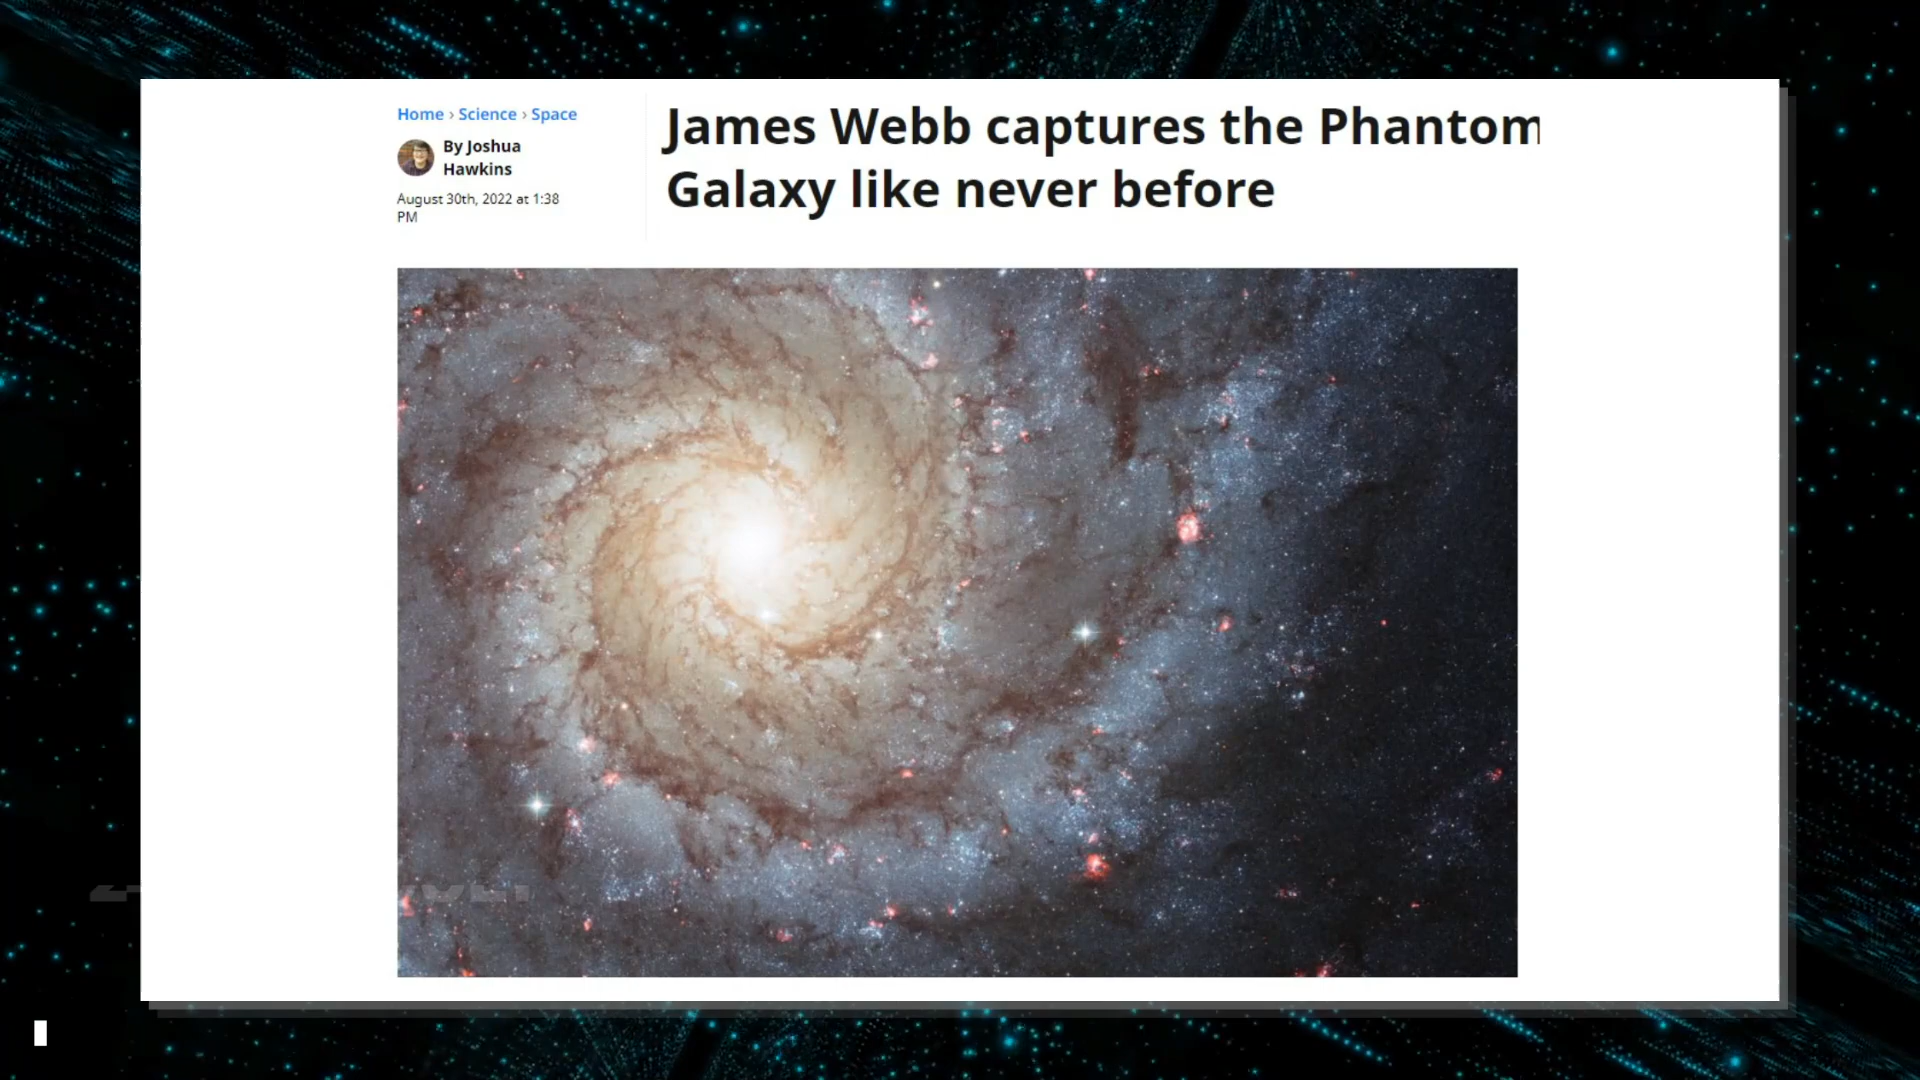 Home › Science › Space
By Joshua
Hawkins
August 30th, 2022 at 1:38
PM
James Webb captures the Phantom
Galaxy like never before